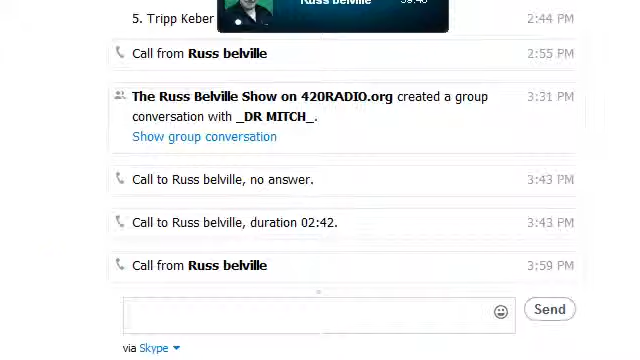 Russ belville
5. Tripp Keber 2:44 PM
Call from Russ belville 2:55 PM
The Russ Belville Show on 420RADIO.org created a group 3:31 PM
conversation with _DR MITCH_.
Show group conversation
Call to Russ belville, no answer. 3:43 PM
Call to Russ belville, duration 02:42. 3:43 PM
Call from Russ belville 3:59 PM
Send
via Skype